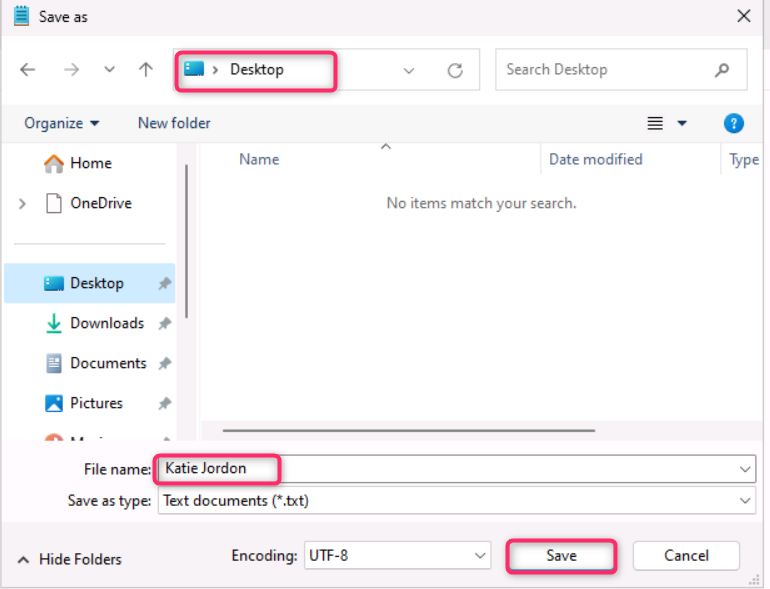 Save as
Desktop
Search Desktop
Organize
New folder
Home
OneDrive
Desktop
Downloads
Documents
Pictures
Name
Date modified
Type
No items match your search.
File name: Katie Jordon
Save as type: Text documents (*.txt)
Hide Folders
Encoding: UTF-8
Save
Cancel